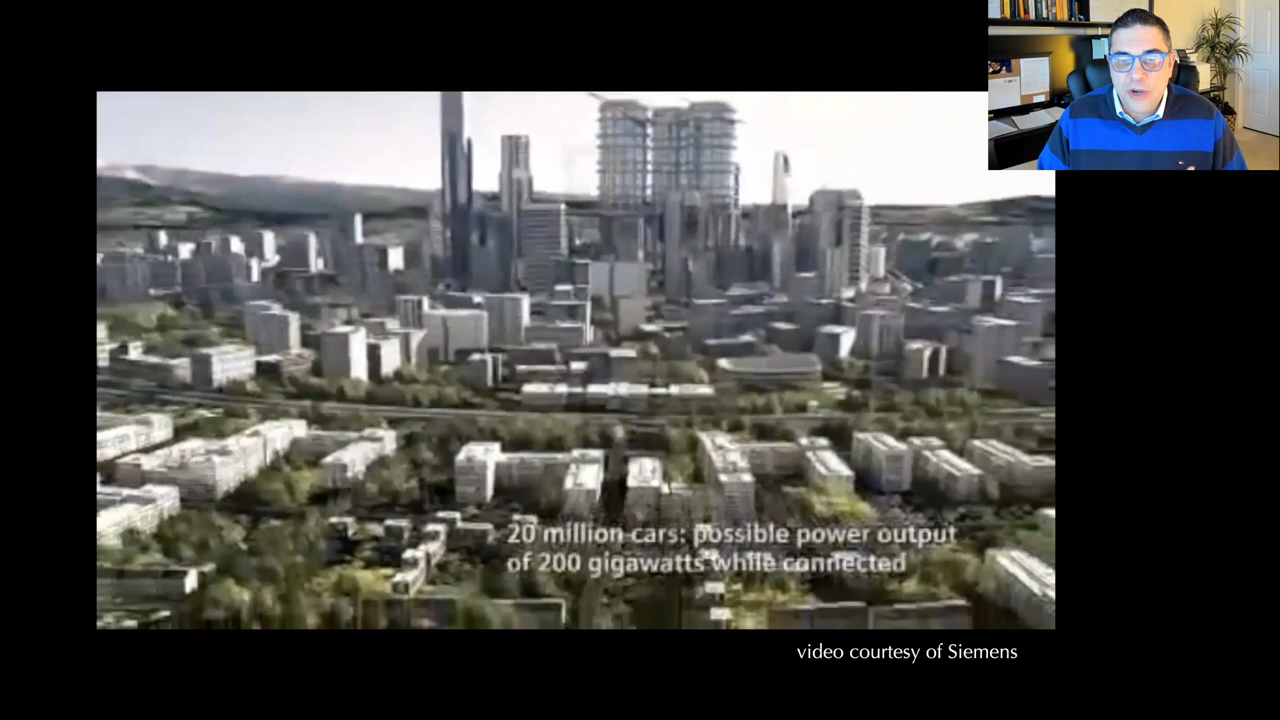 20 million cars: possible power output
of 200 gigawatts while connected
video courtesy of Siemens